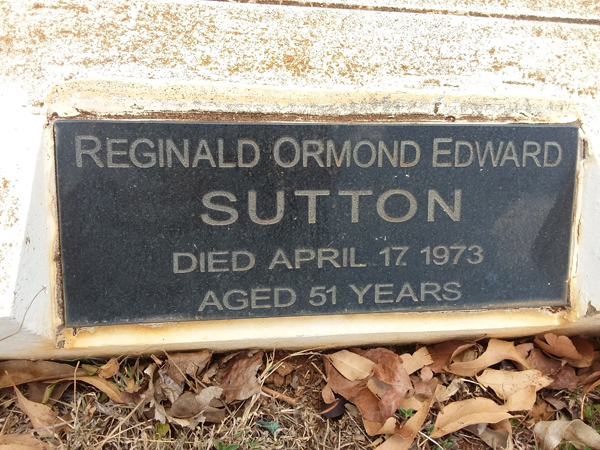 REGINALD ORMOND EDWARD
SUTTON
DIED APRIL 17. 1973
AGED 51 YEARS